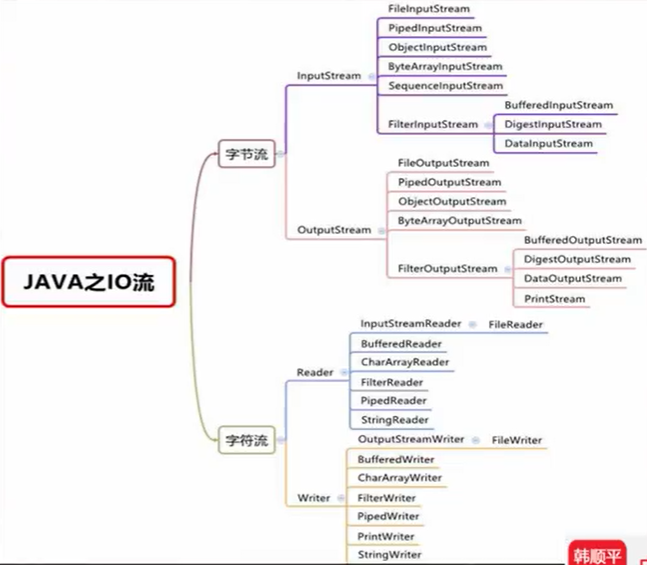 JAVA之IO流
字节流
InputStream
FileInputStream
PipedInputStream
ObjectInputStream
ByteArrayInputStream
SequenceInputStream
FilterInputStream
BufferedInputStream
DigestInputStream
DataInputStream
OutputStream
FileOutputStream
PipedOutputStream
ObjectOutputStream
ByteArrayOutputStream
FilterOutputStream
BufferedOutputStream
DigestOutputStream
DataOutputStream
PrintStream
字符流
Reader
InputStreamReader
FileReader
BufferedReader
CharArrayReader
FilterReader
PipedReader
StringReader
Writer
OutputStreamWriter
FileWriter
BufferedWriter
CharArrayWriter
FilterWriter
PipedWriter
PrintWriter
StringWriter
韩顺平